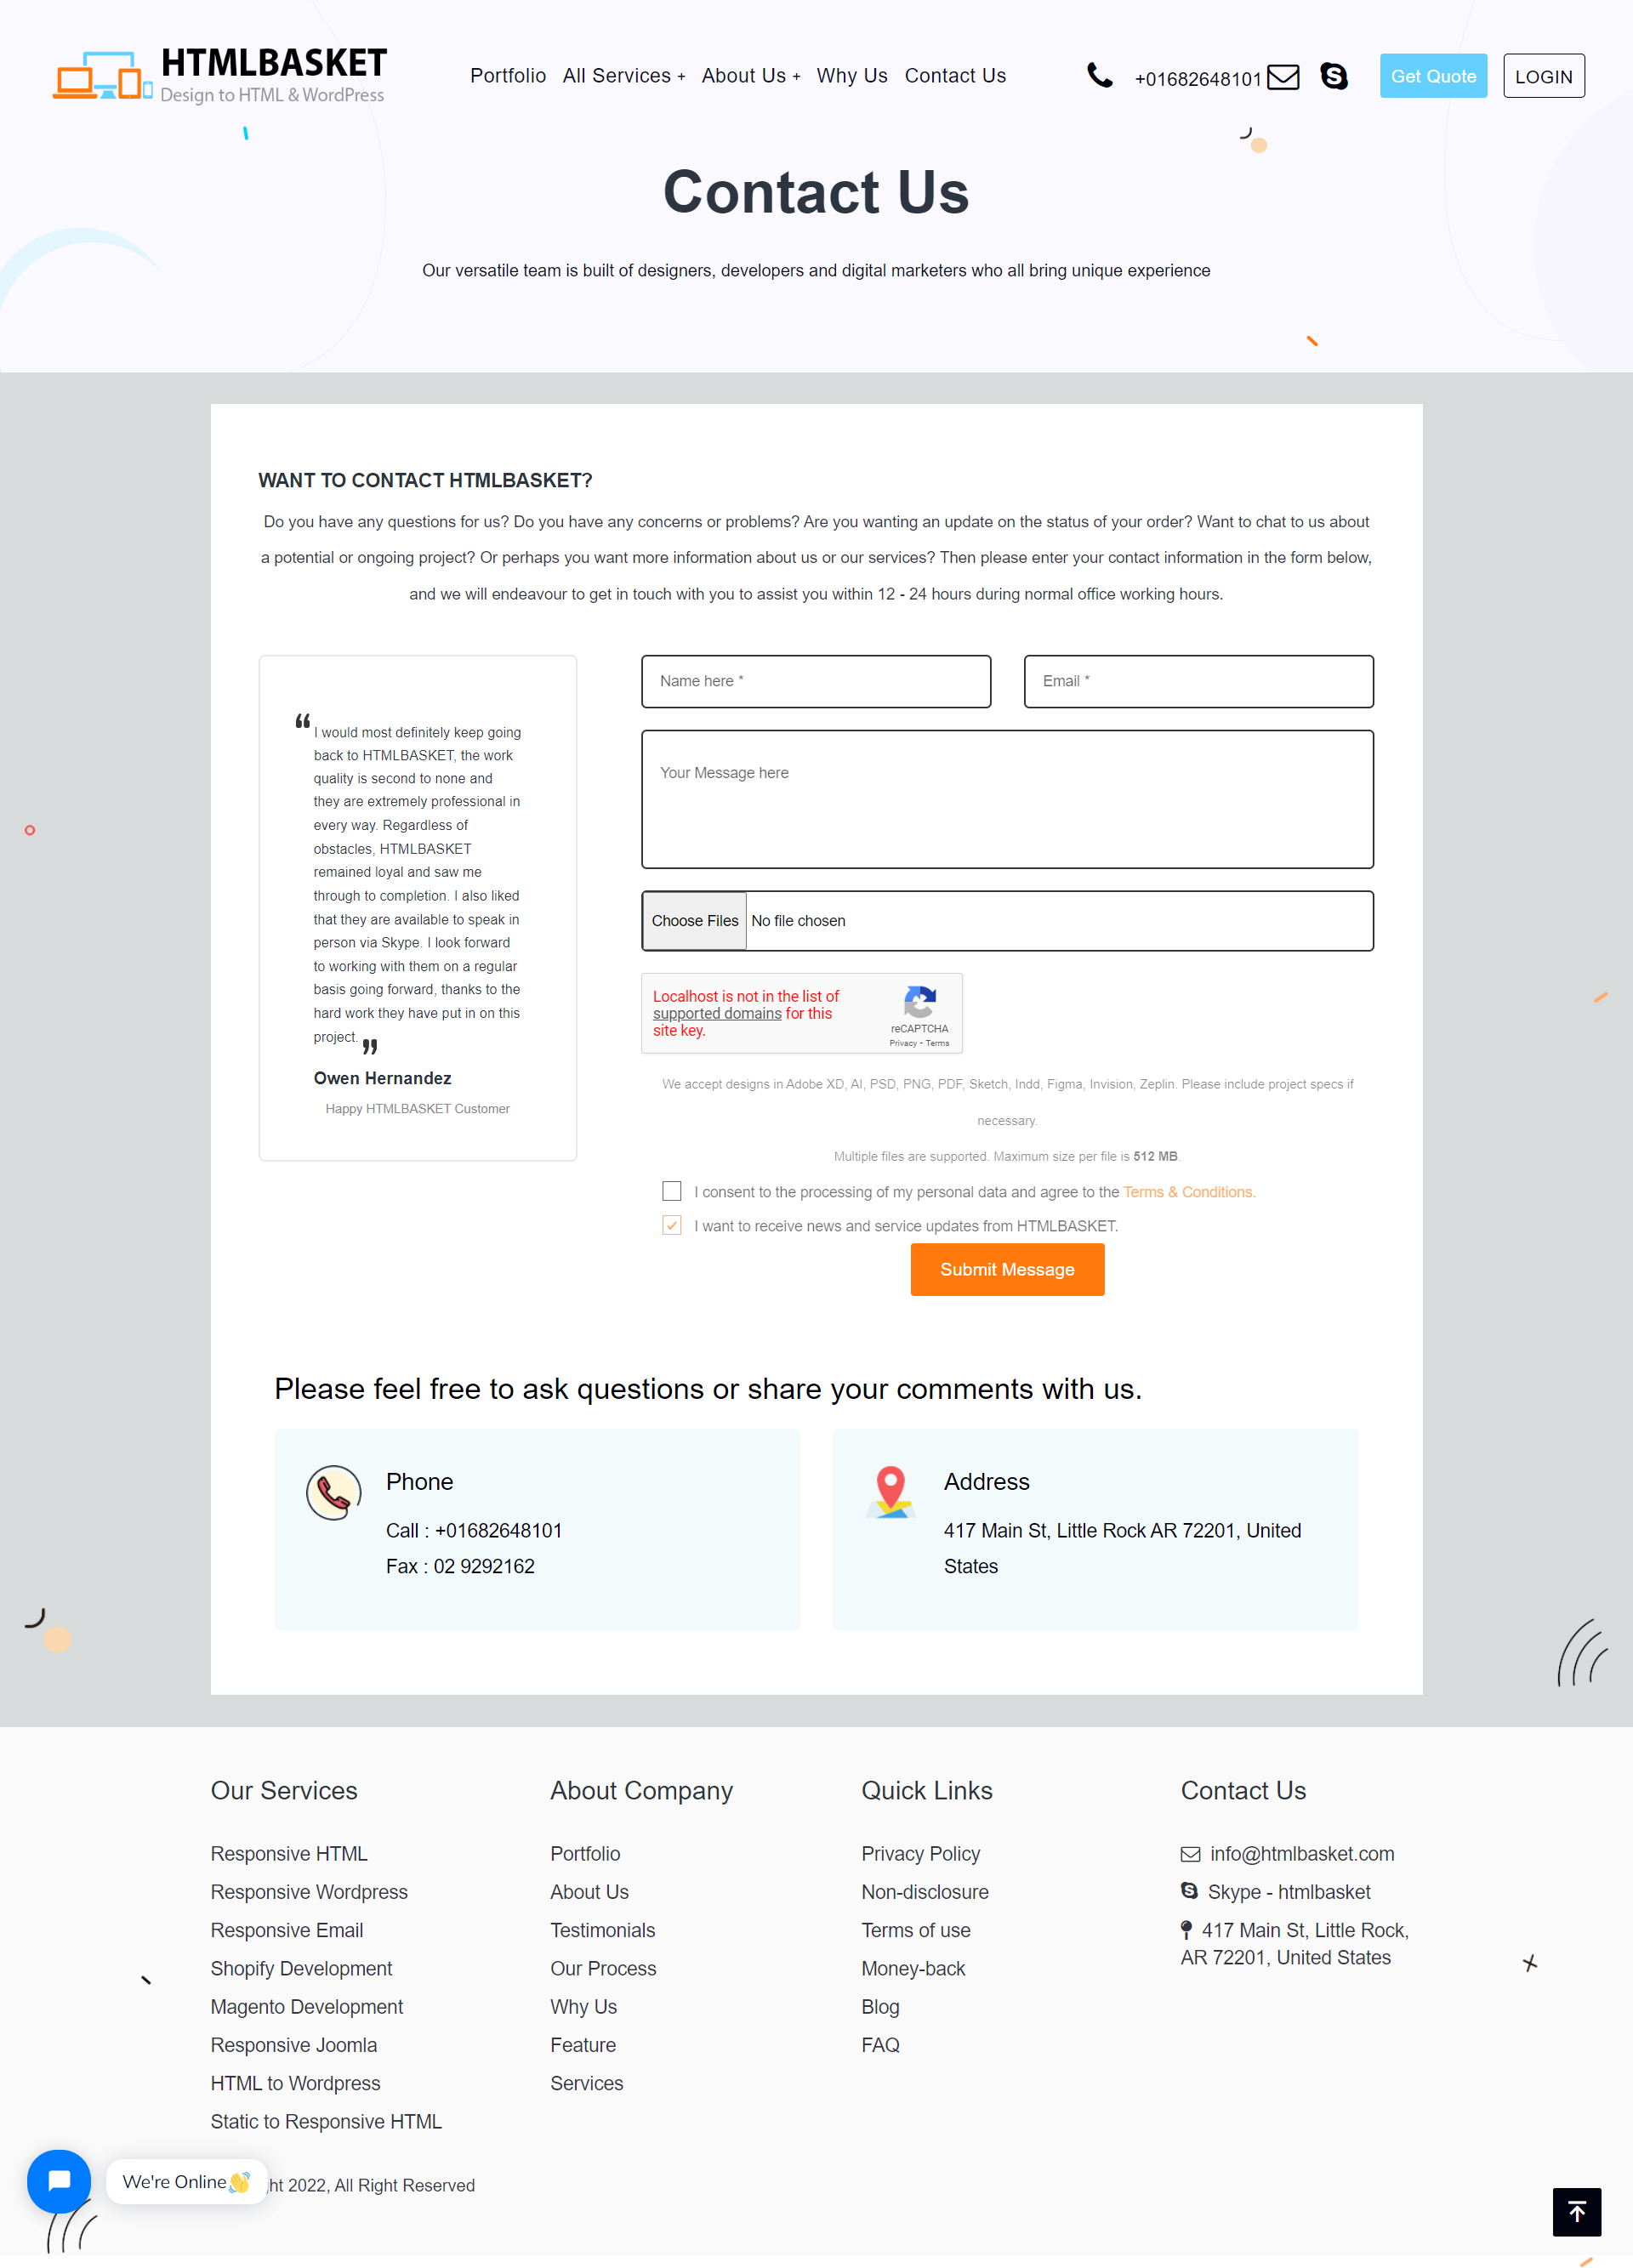 HTMLBASKET
Design to HTML & WordPress
Portfolio All Services + About Us + Why Us Contact Us
+01682648101
Get Quote
LOGIN
Contact Us
Our versatile team is built of designers, developers and digital marketers who all bring unique experience
WANT TO CONTACT HTMLBASKET?
Do you have any questions for us? Do you have any concerns or problems? Are you wanting an update on the status of your order? Want to chat to us about
a potential or ongoing project? Or perhaps you want more information about us or our services? Then please enter your contact information in the form below,
and we will endeavour to get in touch with you to assist you within 12 - 24 hours during normal office working hours.
“ I would most definitely keep going
back to HTMLBASKET, the work
quality is second to none and
they are extremely professional in
every way. Regardless of
obstacles, HTMLBASKET
remained loyal and saw me
through to completion. I also liked
that they are available to speak in
person via Skype. I look forward
to working with them on a regular
basis going forward, thanks to the
hard work they have put in on this
project. ”
Owen Hernandez
Happy HTMLBASKET Customer
Name here *
Email *
Your Message here
Choose Files No file chosen
Localhost is not in the list of
supported domains for this
site key.
reCAPTCHA
Privacy • Terms
We accept designs in Adobe XD, AI, PSD, PNG, PDF, Sketch, Indd, Figma, Invision, Zeplin. Please include project specs if
necessary.
Multiple files are supported. Maximum size per file is 512 MB.
I consent to the processing of my personal data and agree to the Terms & Conditions.
I want to receive news and service updates from HTMLBASKET.
Submit Message
Please feel free to ask questions or share your comments with us.
Phone
Call : +01682648101
Fax : 02 9292162
Address
417 Main St, Little Rock AR 72201, United
States
Our Services
Responsive HTML
Responsive Wordpress
Responsive Email
Shopify Development
Magento Development
Responsive Joomla
HTML to Wordpress
Static to Responsive HTML
About Company
Portfolio
About Us
Testimonials
Our Process
Why Us
Feature
Services
Quick Links
Privacy Policy
Non-disclosure
Terms of use
Money-back
Blog
FAQ
Contact Us
info@htmlbasket.com
Skype - htmlbasket
417 Main St, Little Rock,
AR 72201, United States
We're Online
ht 2022, All Right Reserved